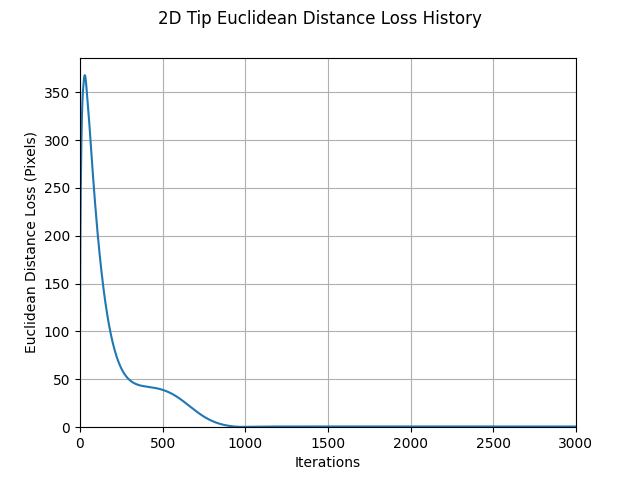 2D Tip Euclidean Distance Loss History
Euclidean Distance Loss (Pixels)
350
300
250
200
150
100
50
0
0 500 1000 1500 2000 2500 3000
Iterations